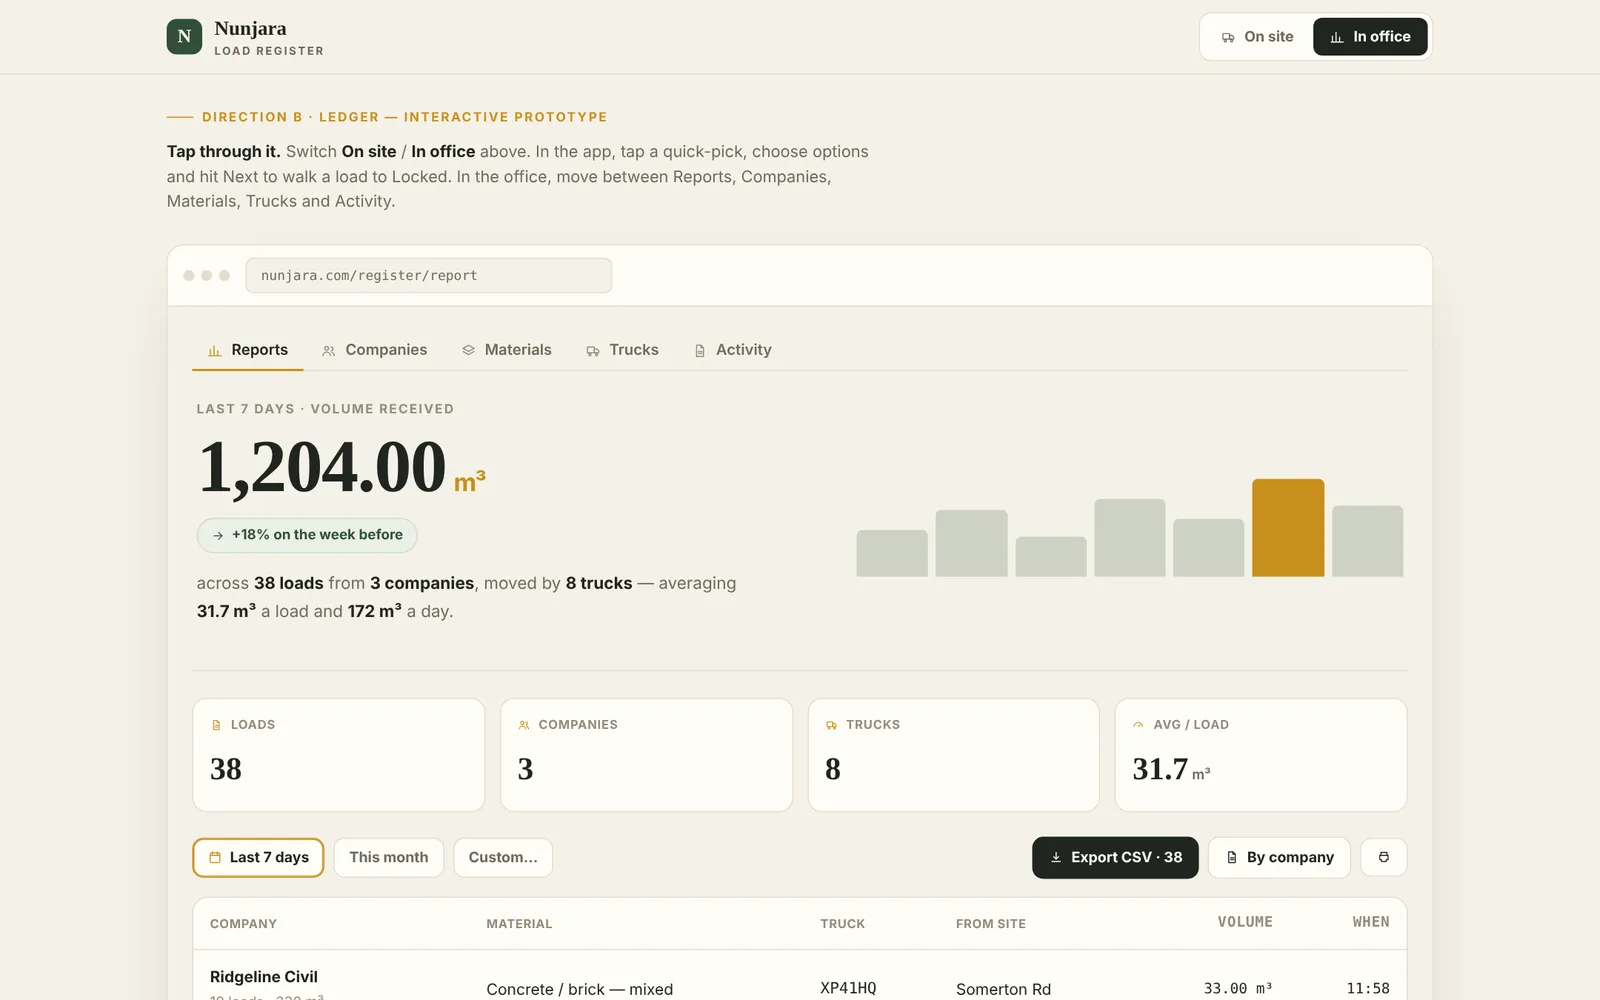 N
Nunjara
LOAD REGISTER
On site
In office
DIRECTION B · LEDGER — INTERACTIVE PROTOTYPE
Tap through it. Switch On site / In office above. In the app, tap a quick-pick, choose options
and hit Next to walk a load to Locked. In the office, move between Reports, Companies,
Materials, Trucks and Activity.
nunjara.com/register/report
Reports
Companies
Materials
Trucks
Activity
LAST 7 DAYS · VOLUME RECEIVED
1,204.00 m³
→ +18% on the week before
across 38 loads from 3 companies, moved by 8 trucks — averaging
31.7 m³ a load and 172 m³ a day.
LOADS
38
COMPANIES
3
TRUCKS
8
AVG / LOAD
31.7 m³
Last 7 days
This month
Custom...
Export CSV · 38
By company
COMPANY MATERIAL TRUCK FROM SITE VOLUME WHEN
Ridgeline Civil
Concrete / brick — mixed XP41HQ Somerton Rd 33.00 m³ 11:58